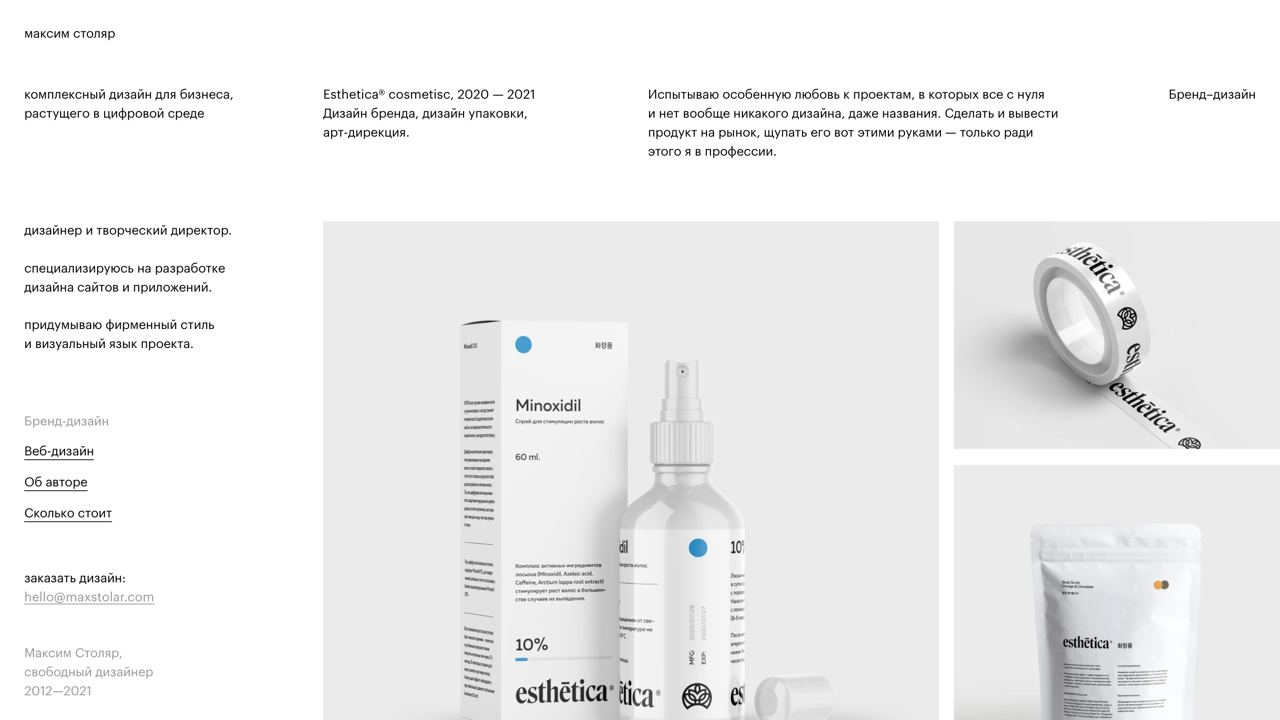 максим столяр
комплексный дизайн для бизнеса,
растущего в цифровой среде
Esthetica® cosmetisc, 2020 — 2021
Дизайн бренда, дизайн упаковки,
арт-дирекция.
Испытываю особенную любовь к проектам, в которых все с нуля
и нет вообще никакого дизайна, даже названия. Сделать и вывести
продукт на рынок, щупать его вот этими руками — только ради
этого я в профессии.
Бренд–дизайн
дизайнер и творческий директор.
специализируюсь на разработке
дизайна сайтов и приложений.
придумываю фирменный стиль
и визуальный язык проекта.
Бренд-дизайн
Веб-дизайн
Об авторе
Сколько стоит
заказать дизайн:
hello@maxstolar.com
Максим Столяр,
свободный дизайнер
2012—2021
화장품
Minoxidil
Спрей для стимуляции роста волос
60 ml.
Комплекс активных ингредиентов
лосьона (Minoxidil, Azelaic acid,
Caffeine, Arctium lappa root extract)
стимулирует рост волос в большин-
стве случаев их выпадения.
10%
esthētica®
MFG: 2020/07/28
EXP: 2022/07/27
esthētica®
esthētica®
Body Scrub
Orange & Chocolate
esthētica® 화장품